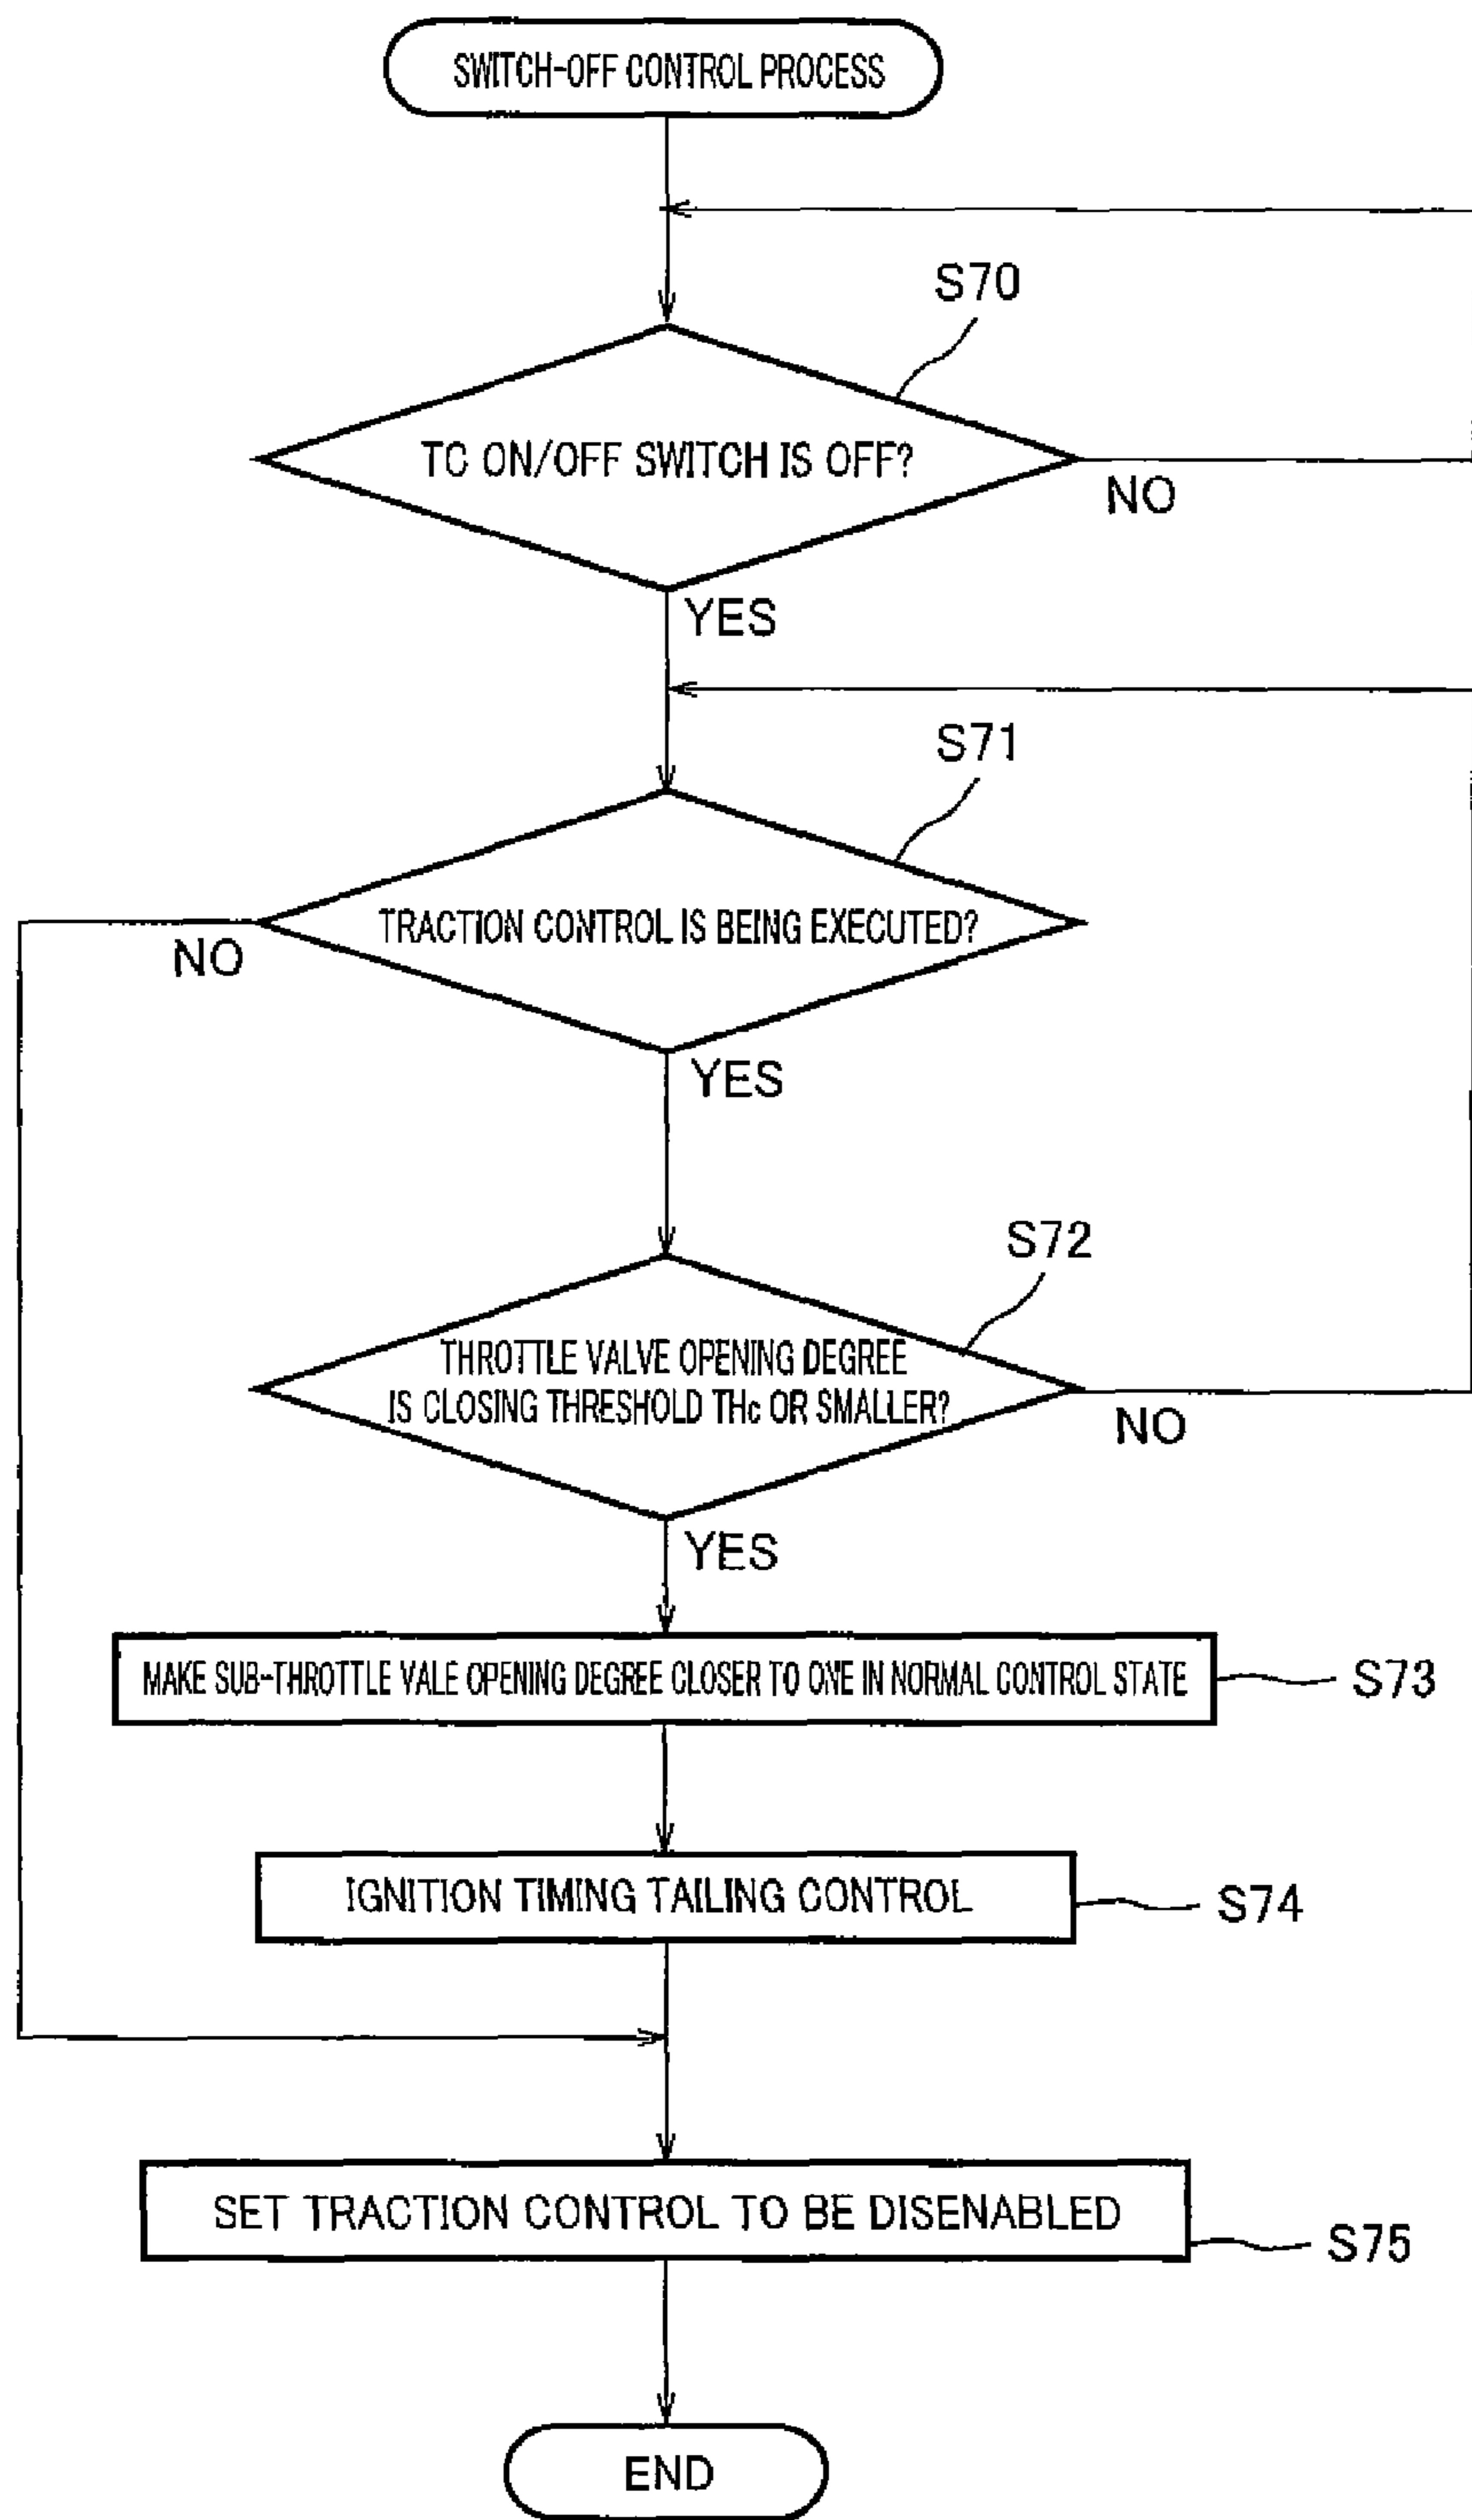 SWITCH-OFF CONTROL PROCESS
S70
TC ON/OFF SWITCH IS OFF?
NO
YES
S71
TRACTION CONTROL IS BEING EXECUTED?
NO
YES
S72
THROTTLE VALVE OPENING DEGREE
IS CLOSING THRESHOLD THc OR SMALLER?
NO
YES
MAKE SUB-THROTTLE VALE OPENING DEGREE CLOSER TO ONE IN NORMAL CONTROL STATE
S73
IGNITION TIMING TAILING CONTROL
S74
SET TRACTION CONTROL TO BE DISENABLED
S75
END